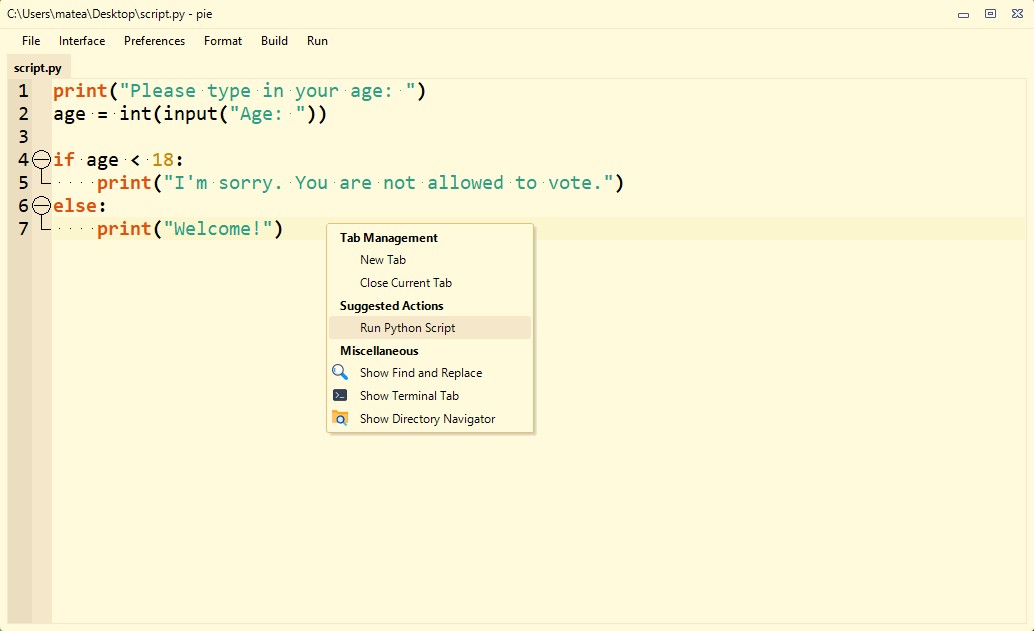 C:\Users\matea\Desktop\script.py - pie
File Interface Preferences Format Build Run
script.py
1 print("Please type in your age: ")
2 age = int(input("Age: "))
3
4 if age < 18:
5     print("I'm sorry. You are not allowed to vote.")
6 else:
7     print("Welcome!")
Tab Management
New Tab
Close Current Tab
Suggested Actions
Run Python Script
Miscellaneous
Show Find and Replace
Show Terminal Tab
Show Directory Navigator